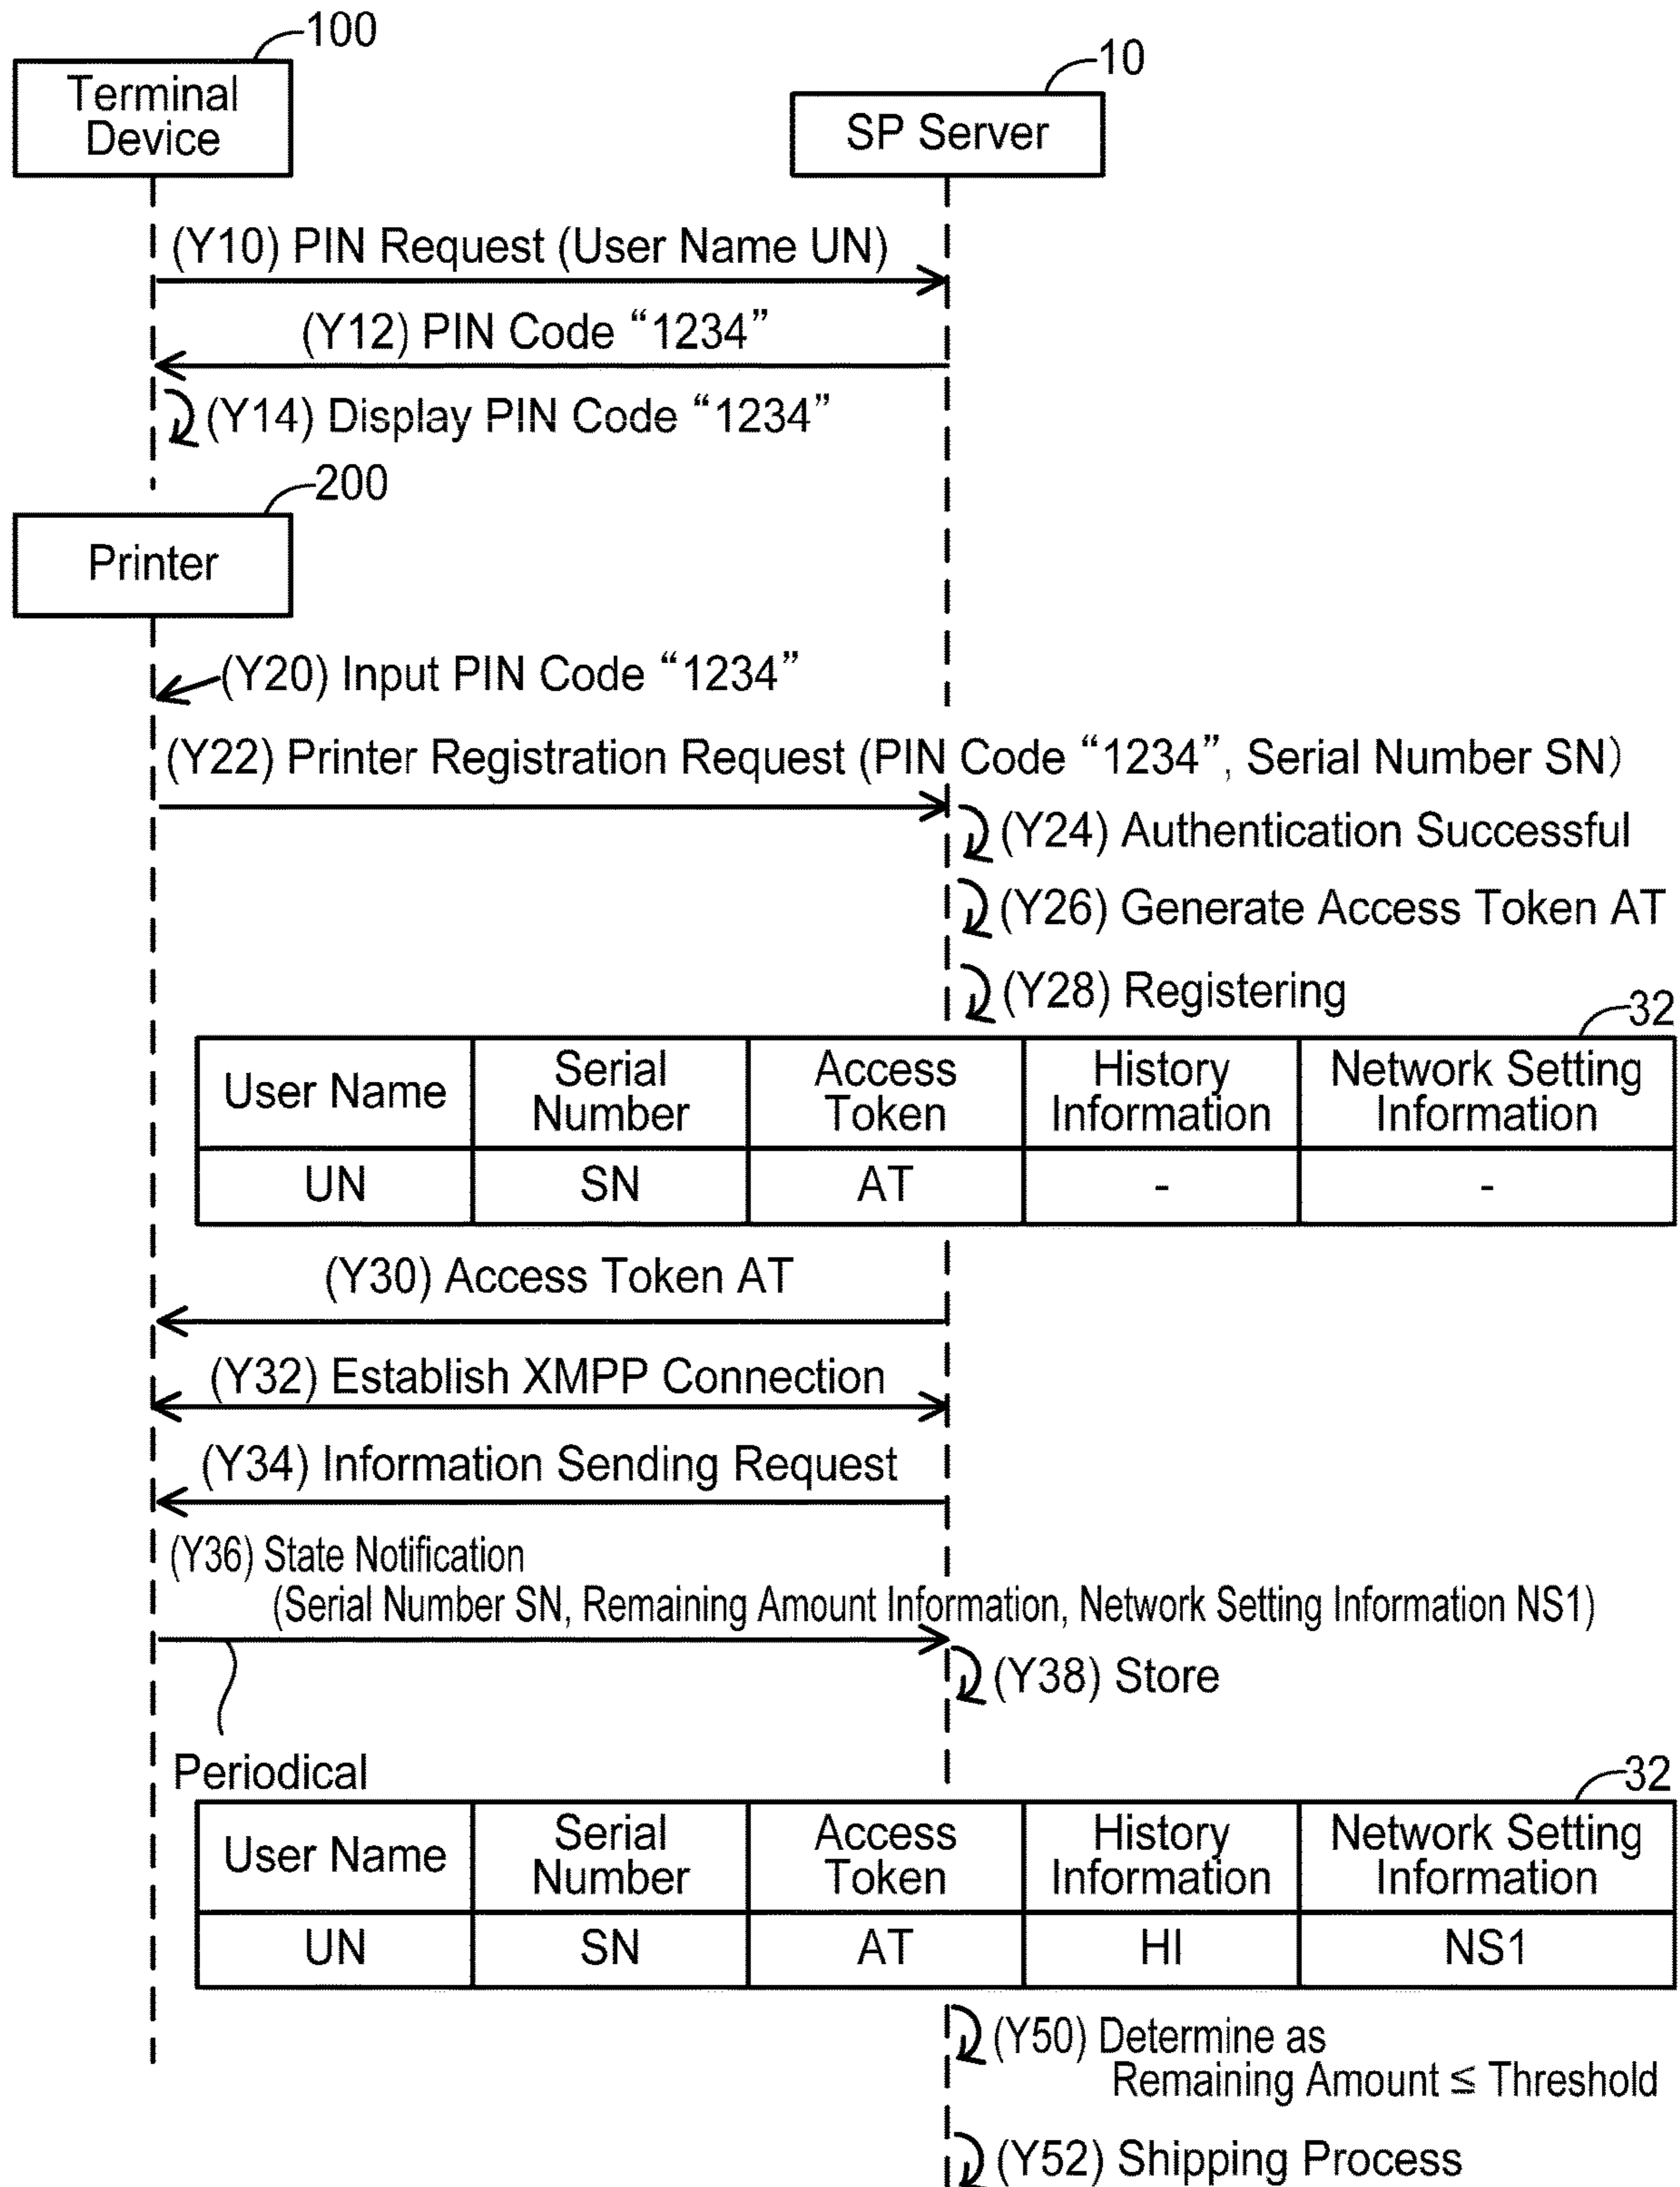 100
Terminal
Device
10
SP Server
(Y10) PIN Request (User Name UN)
(Y12) PIN Code “1234”
(Y14) Display PIN Code “1234”
200
Printer
(Y20) Input PIN Code “1234”
(Y22) Printer Registration Request (PIN Code “1234”, Serial Number SN)
(Y24) Authentication Successful
(Y26) Generate Access Token AT
(Y28) Registering
32
User Name
Serial
Number
Access
Token
History
Information
Network Setting
Information
UN
SN
AT
-
-
(Y30) Access Token AT
(Y32) Establish XMPP Connection
(Y34) Information Sending Request
(Y36) State Notification
(Serial Number SN, Remaining Amount Information, Network Setting Information NS1)
(Y38) Store
Periodical
32
User Name
Serial
Number
Access
Token
History
Information
Network Setting
Information
UN
SN
AT
HI
NS1
(Y50) Determine as
Remaining Amount ≤ Threshold
(Y52) Shipping Process